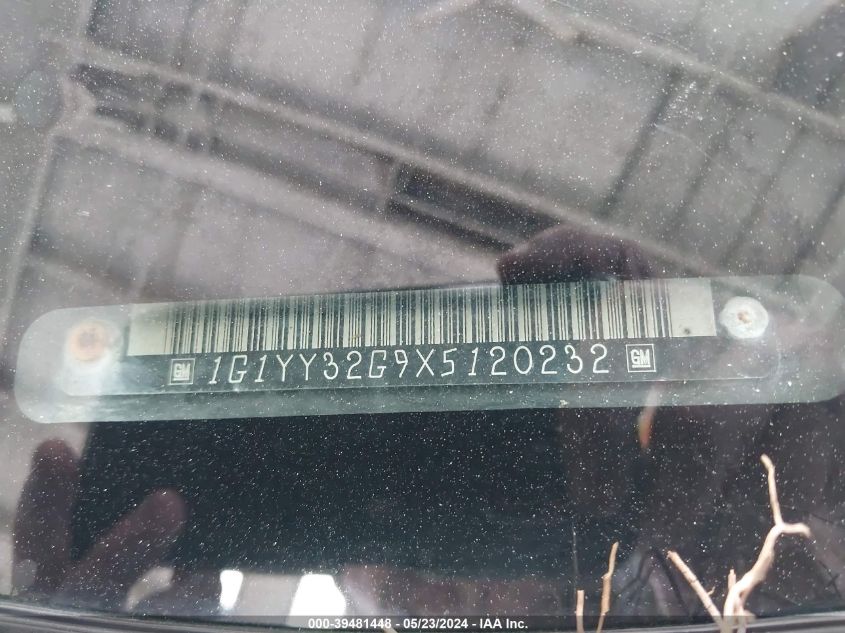 GM 1G1YY32G9X5120232 GM
000-39481448 - 05/23/2024 - IAA Inc.